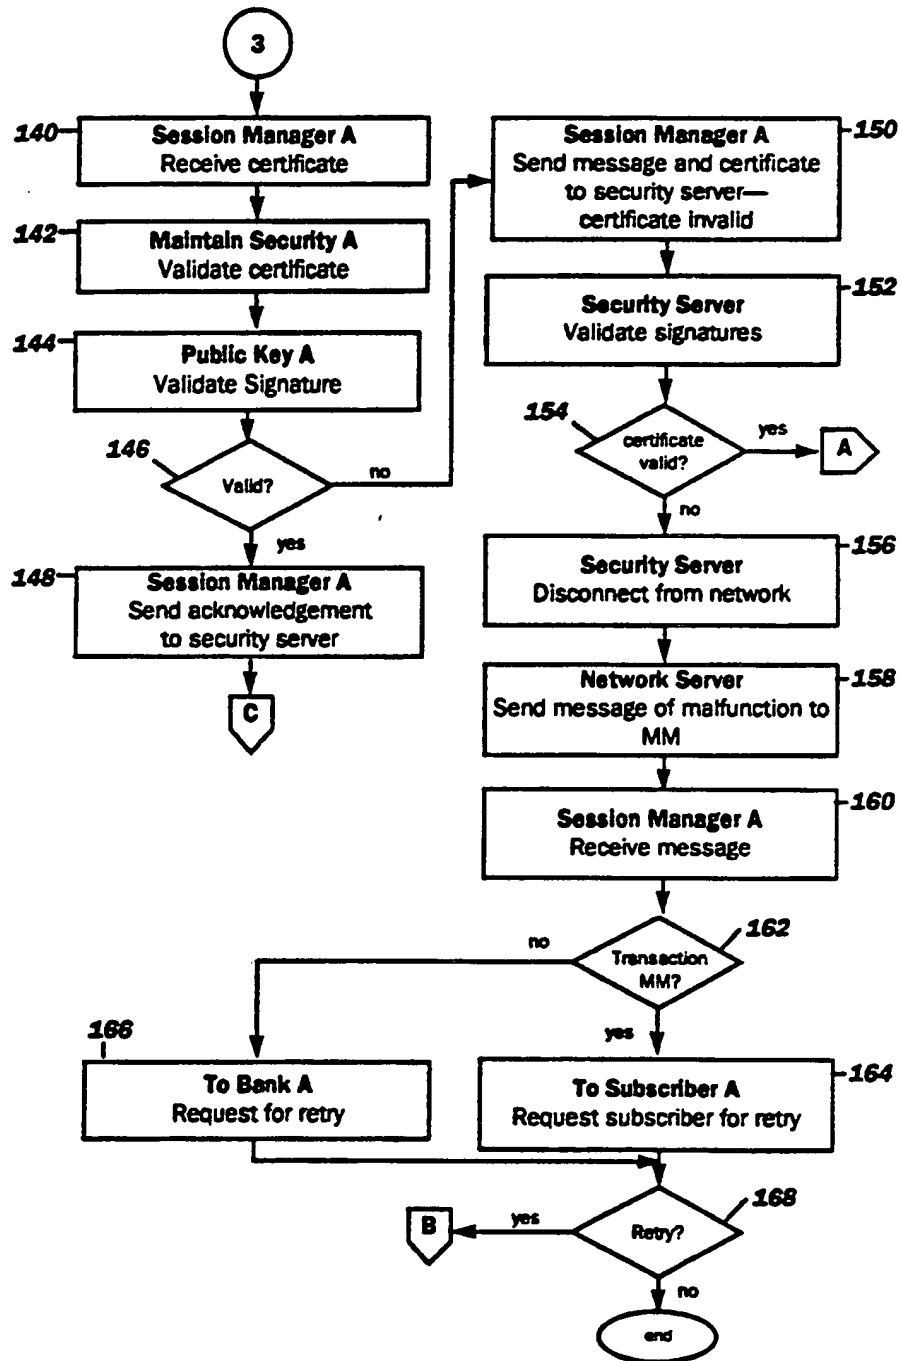 3
140
Session Manager A
Receive certificate
142
Maintain Security A
Validate certificate
144
Public Key A
Validate Signature
146
Valid?
no
yes
148
Session Manager A
Send acknowledgement
to security server
C
150
Session Manager A
Send message and certificate
to security server—
certificate invalid
152
Security Server
Validate signatures
154
certificate
valid?
yes
A
no
156
Security Server
Disconnect from network
158
Network Server
Send message of malfunction to
MM
160
Session Manager A
Receive message
162
Transaction
MM?
no
yes
166
To Bank A
Request for retry
164
To Subscriber A
Request subscriber for retry
168
Retry?
yes
B
no
end